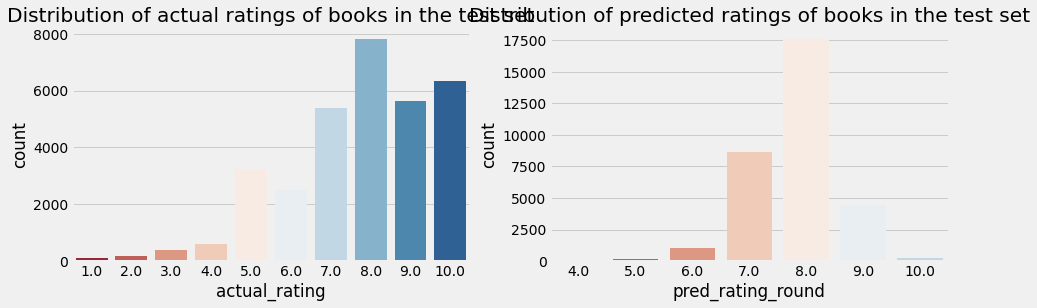 Distribution of actual ratings of books in the test set
Distribution of predicted ratings of books in the test set
count
8000
6000
4000
2000
0
1.0 2.0 3.0 4.0 5.0 6.0 7.0 8.0 9.0 10.0
actual_rating
count
17500
15000
12500
10000
7500
5000
2500
0
4.0 5.0 6.0 7.0 8.0 9.0 10.0
pred_rating_round